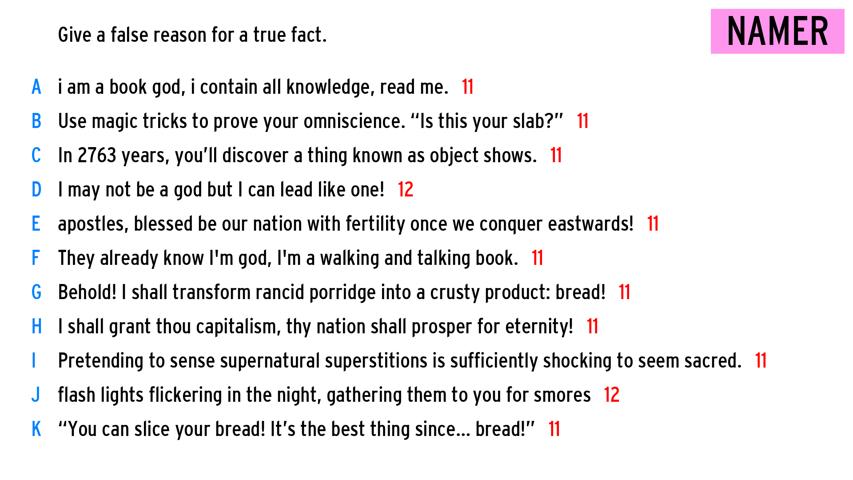 Give a false reason for a true fact.
NAMER
A i am a book god, i contain all knowledge, read me. 11
B Use magic tricks to prove your omniscience. “Is this your slab?” 11
C In 2763 years, you’ll discover a thing known as object shows. 11
D I may not be a god but I can lead like one! 12
E apostles, blessed be our nation with fertility once we conquer eastwards! 11
F They already know I'm god, I'm a walking and talking book. 11
G Behold! I shall transform rancid porridge into a crusty product: bread! 11
H I shall grant thou capitalism, thy nation shall prosper for eternity! 11
I Pretending to sense supernatural superstitions is sufficiently shocking to seem sacred. 11
J flash lights flickering in the night, gathering them to you for smores 12
K “You can slice your bread! It’s the best thing since... bread!” 11